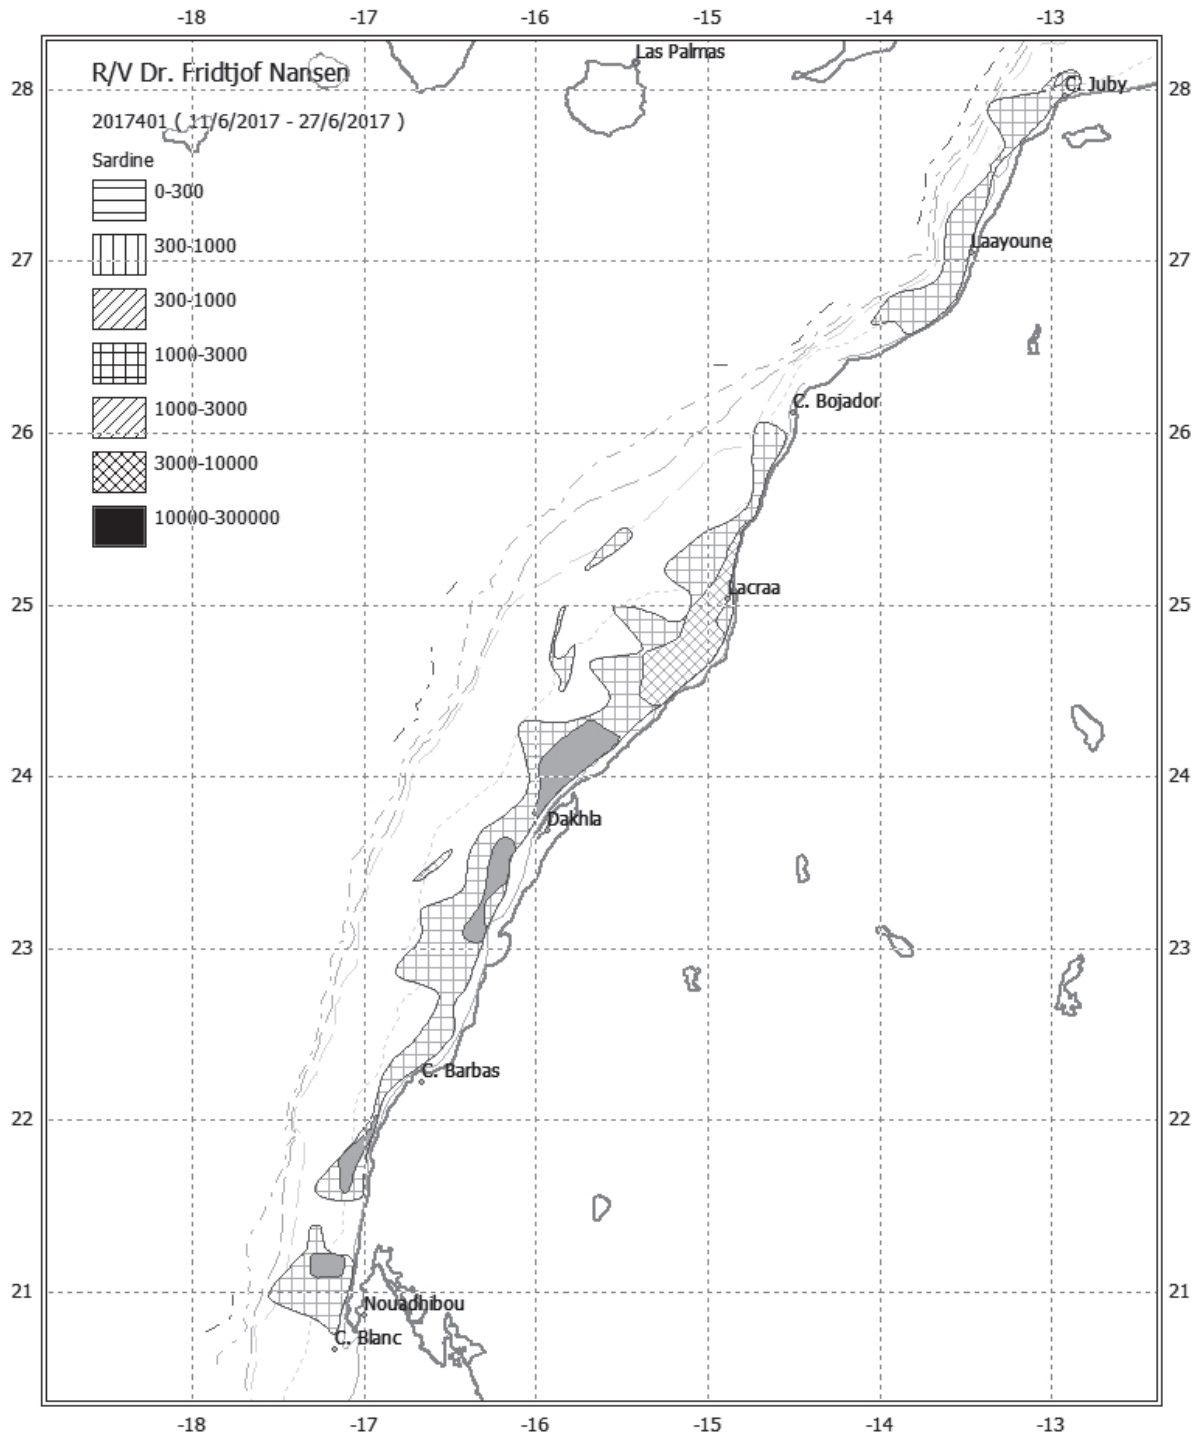 -18 -17 -16 -15 -14 -13
Las Palmas
R/V Dr. Fridtjof Nansen
28 C. Juby 28
2017401 ( 11/6/2017 - 27/6/2017 )
Sardine
0-300
300-1000
Laayoune
27 27
300-1000
1000-3000
C. Bojador
1000-3000
26 26
3000-10000
10000-300000
Lacraa
25 25
24 24
Dakhla
23 23
C. Barbas
22 22
21 21
Nouadhibou
C. Blanc
-18 -17 -16 -15 -14 -13